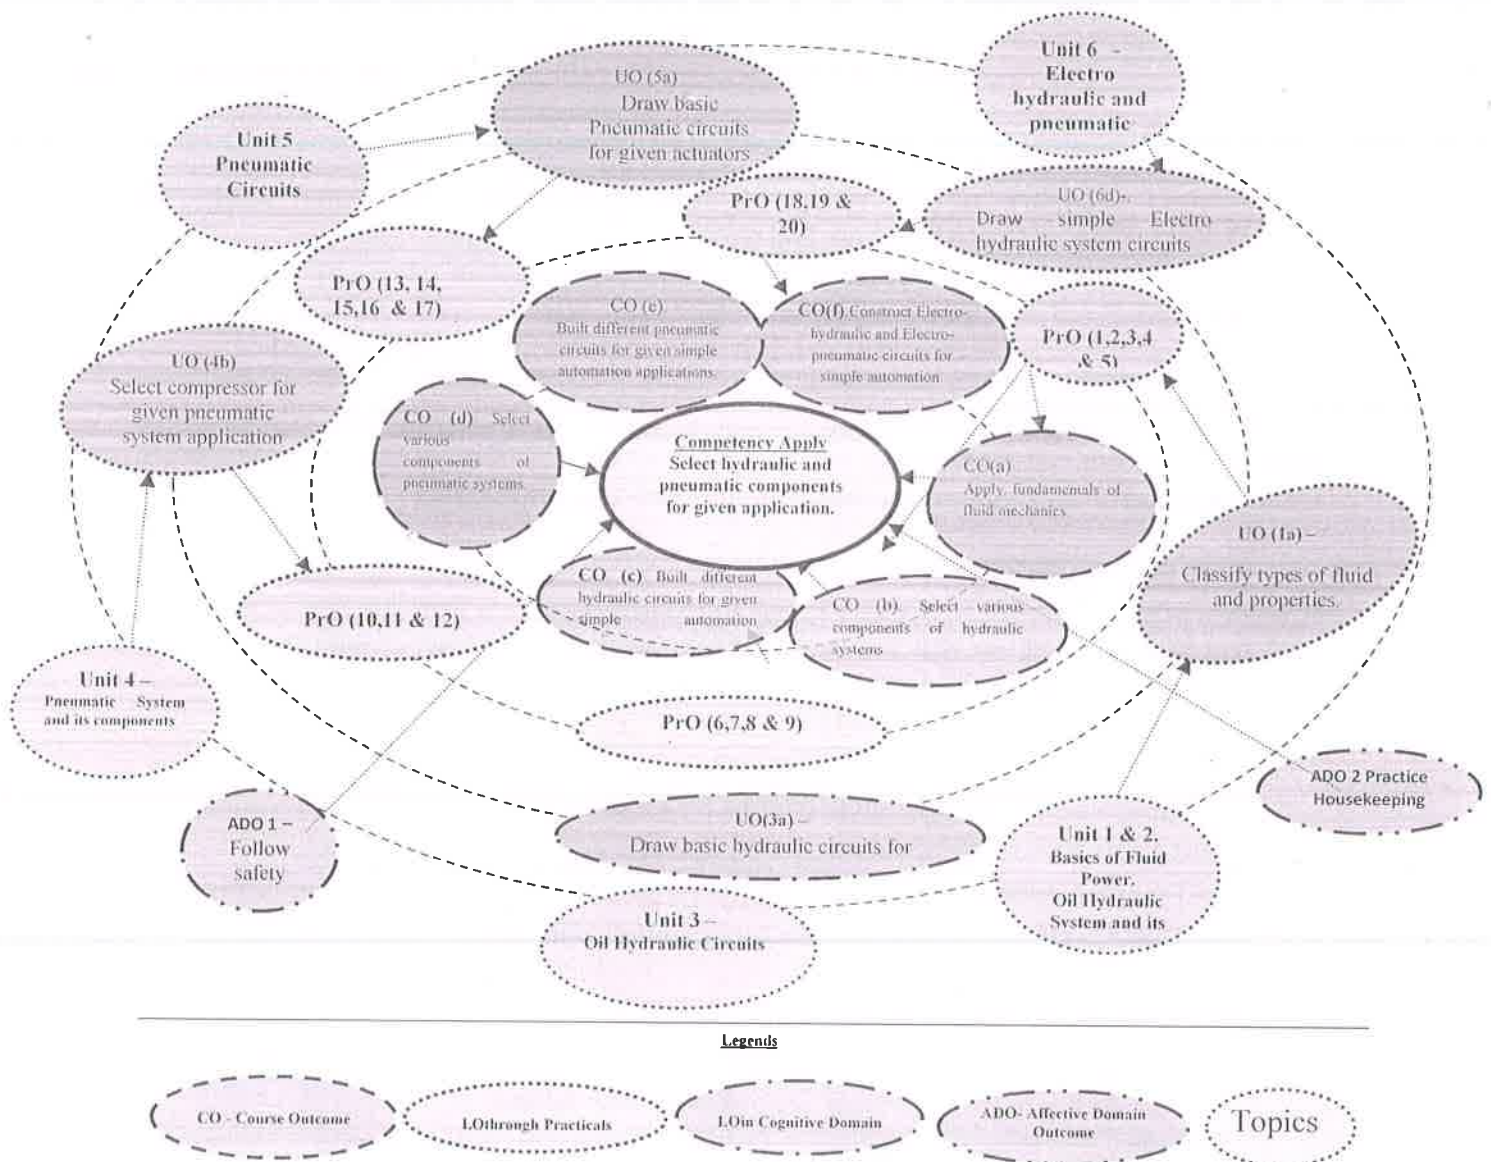 Unit 6 –
Electro
hydraulic and
pneumatic
UO (5a)
Draw basic
Pneumatic circuits
for given actuators
Unit 5
Pneumatic
Circuits
UO (6d)-.
Draw simple Electro
hydraulic system circuits
PrO (18,19 &
20)
PrO (13, 14,
15,16 & 17)
CO (e)
Built different pneumatic
circuits for given simple
automation applications.
CO(f) Construct Electro-
hydraulic and Electro-
pneumatic circuits for
simple automation
PrO (1,2,3,4
& 5)
UO (4b)
Select compressor for
given pneumatic
system application
CO (d) Select
various
components of
pneumatic systems.
Competency Apply
Select hydraulic and
pneumatic components
for given application.
CO(a)
Apply fundamentals of
fluid mechanics
UO (1a) –
Classify types of fluid
and properties.
PrO (10,11 & 12)
CO (c) Built different
hydraulic circuits for given
simple automation
CO (b). Select various
components of hydraulic
systems
Unit 4 –
Pneumatic System
and its components
PrO (6,7,8 & 9)
ADO 2 Practice
Housekeeping
ADO 1 –
Follow
safety
UO(3a) –
Draw basic hydraulic circuits for
Unit 1 & 2.
Basics of Fluid
Power.
Oil Hydraulic
System and its
Unit 3 –
Oil Hydraulic Circuits
Legends
CO - Course Outcome
LOthrough Practicals
LOin Cognitive Domain
ADO- Affective Domain
Outcome
Topics